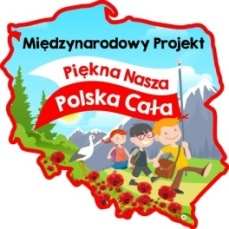 Międzynarodowy Projekt
Piękna Nasza
Polska Cała